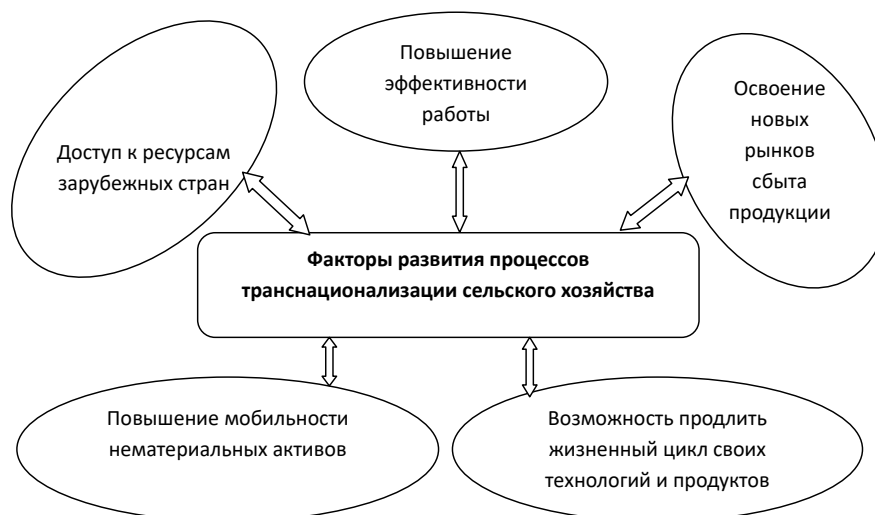 Повышение
эффективности
работы
Доступ к ресурсам
зарубежных стран
Освоение
новых
рынков
сбыта
продукции
Факторы развития процессов
транснационализации сельского хозяйства
Повышение мобильности
нематериальных активов
Возможность продлить
жизненный цикл своих
технологий и продуктов